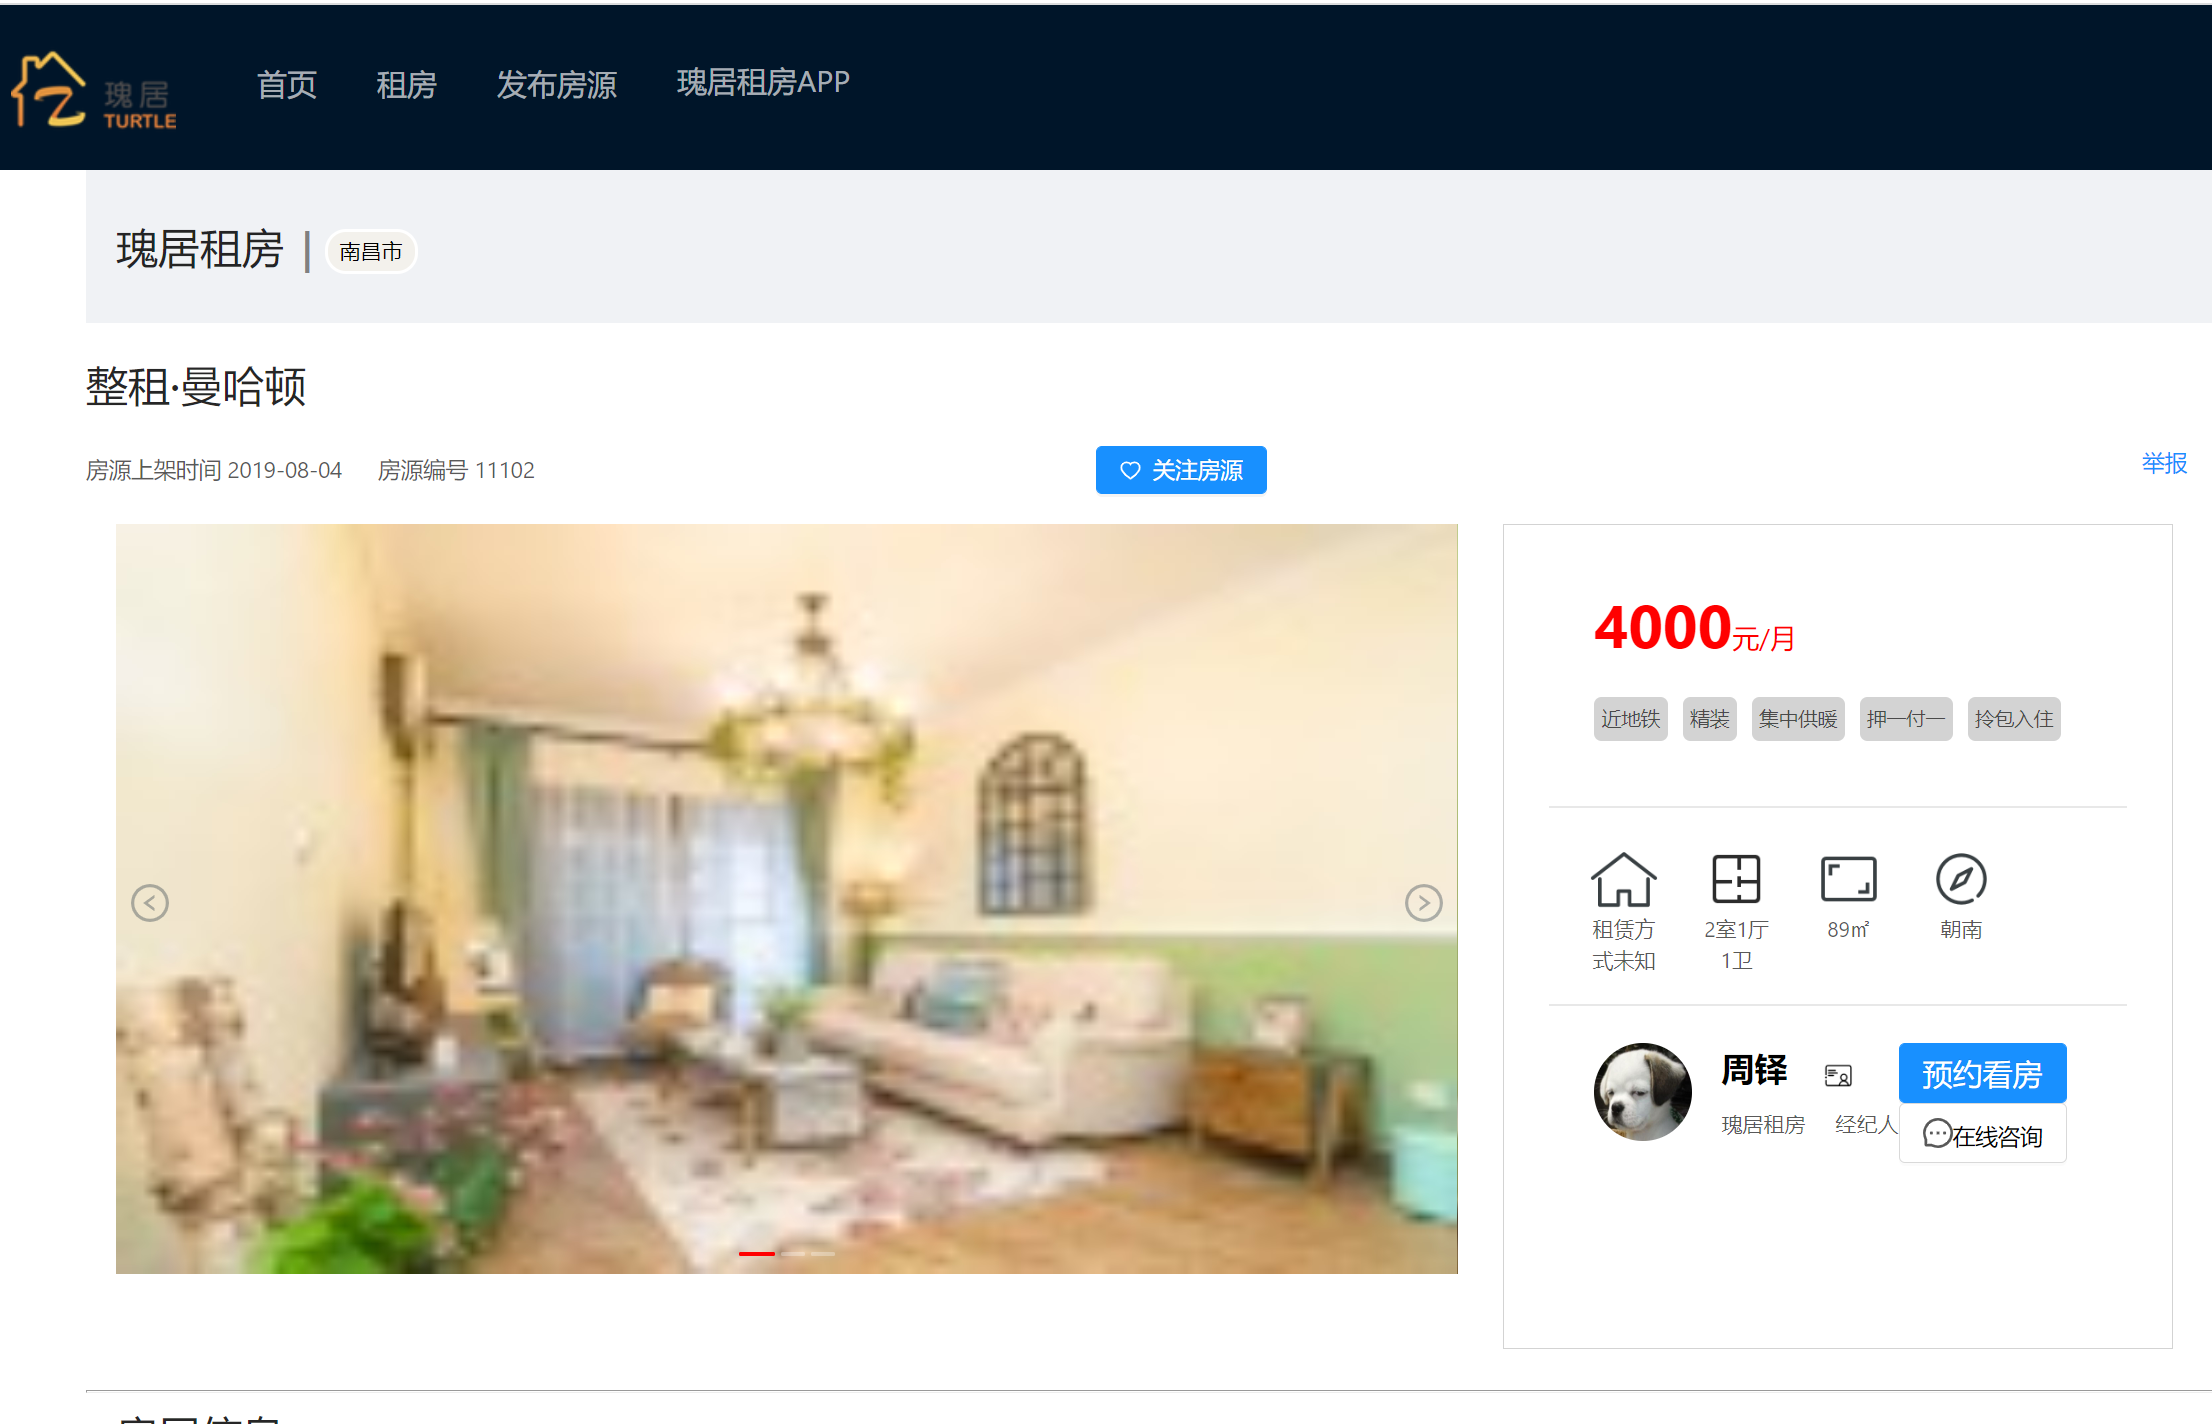 瑰居
TURTLE
首页 租房 发布房源 瑰居租房APP
瑰居租房 | 南昌市
整租·曼哈顿
房源上架时间 2019-08-04 房源编号 11102
关注房源
举报
4000元/月
近地铁 精装 集中供暖 押一付一 拎包入住
租赁方
式未知
2室1厅
1卫
89㎡
朝南
周铎
瑰居租房 经纪人
预约看房
在线咨询